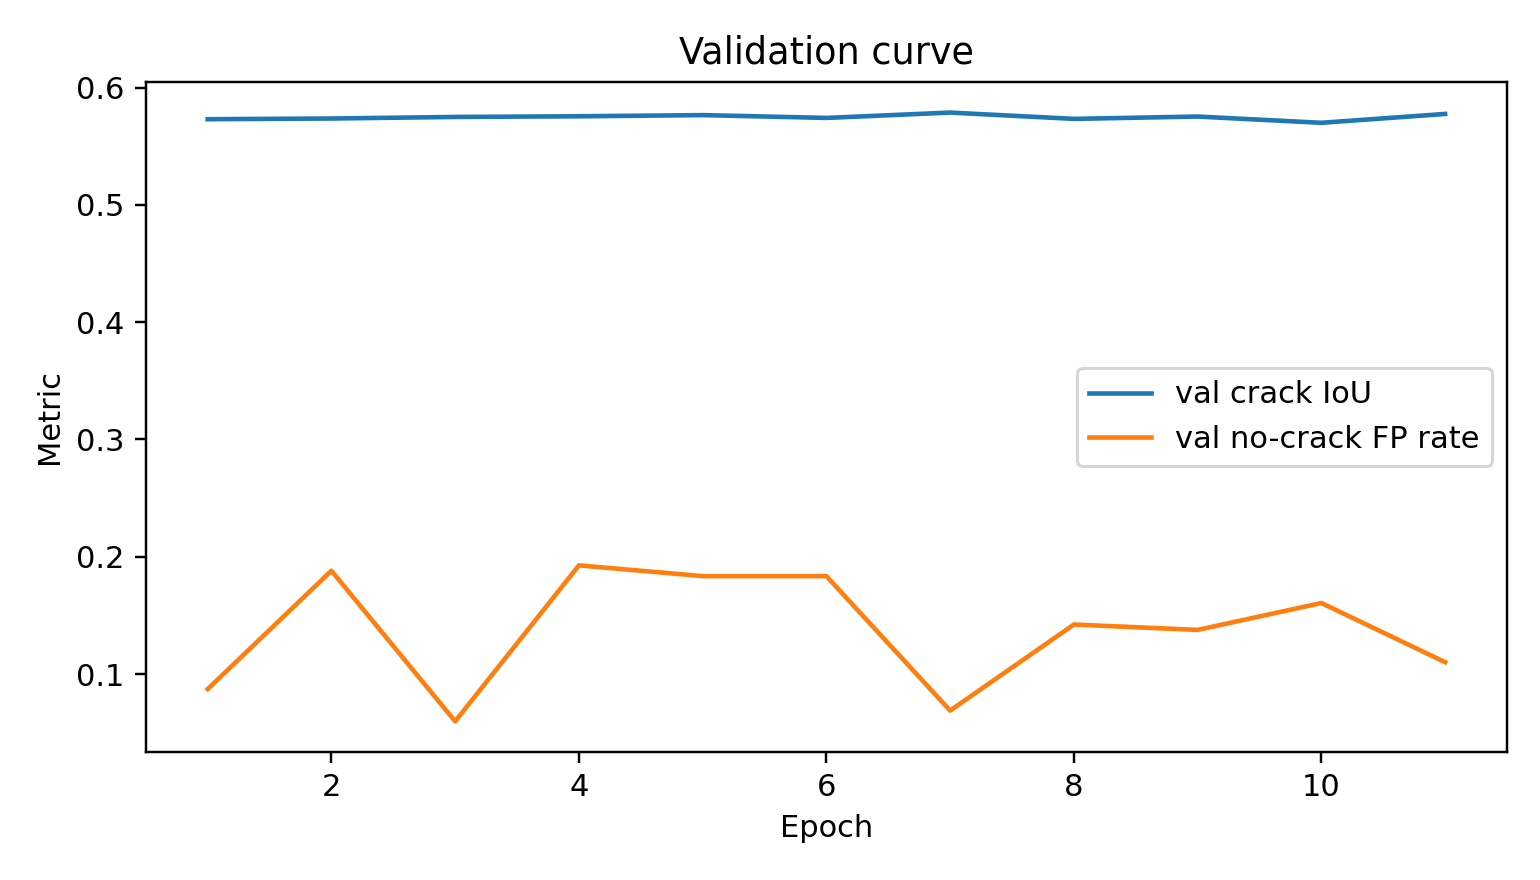 Validation curve
0.6
0.5
0.4
0.3
0.2
0.1
Metric
val crack IoU
val no-crack FP rate
2 4 6 8 10
Epoch